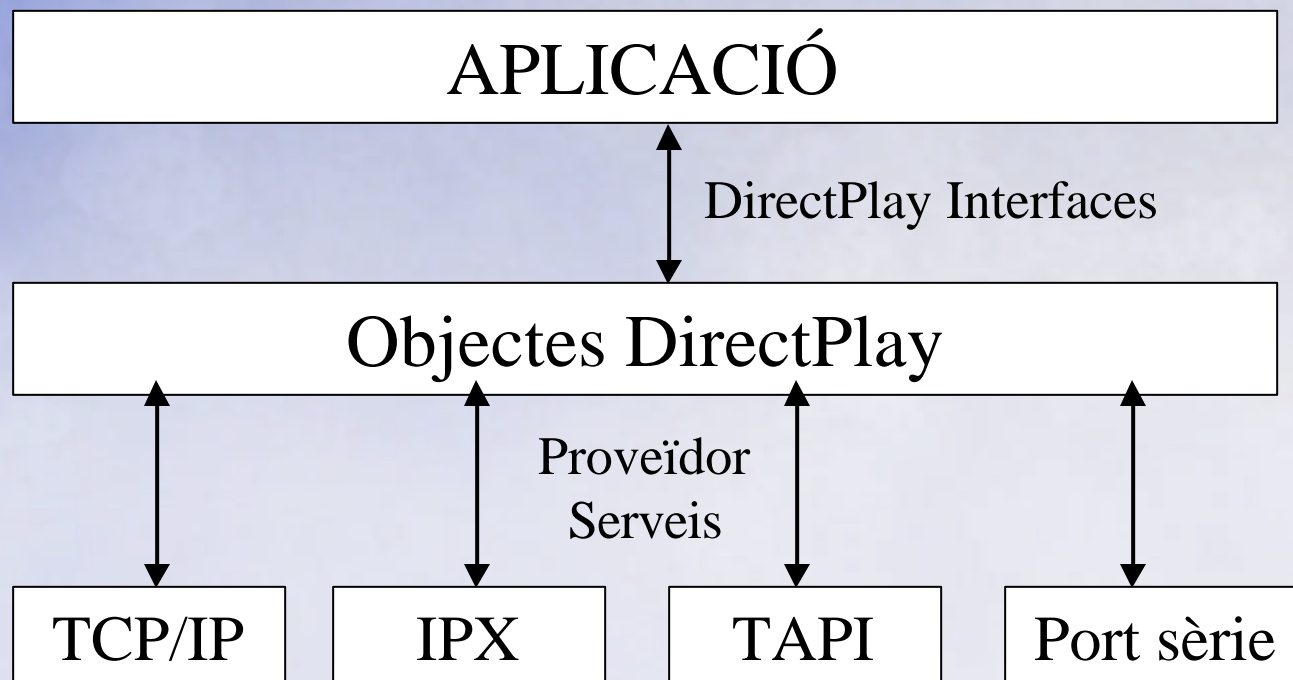 APLICACIÓ
DirectPlay Interfaces
Objectes DirectPlay
Proveïdor
Serveis
TCP/IP
IPX
TAPI
Port sèrie